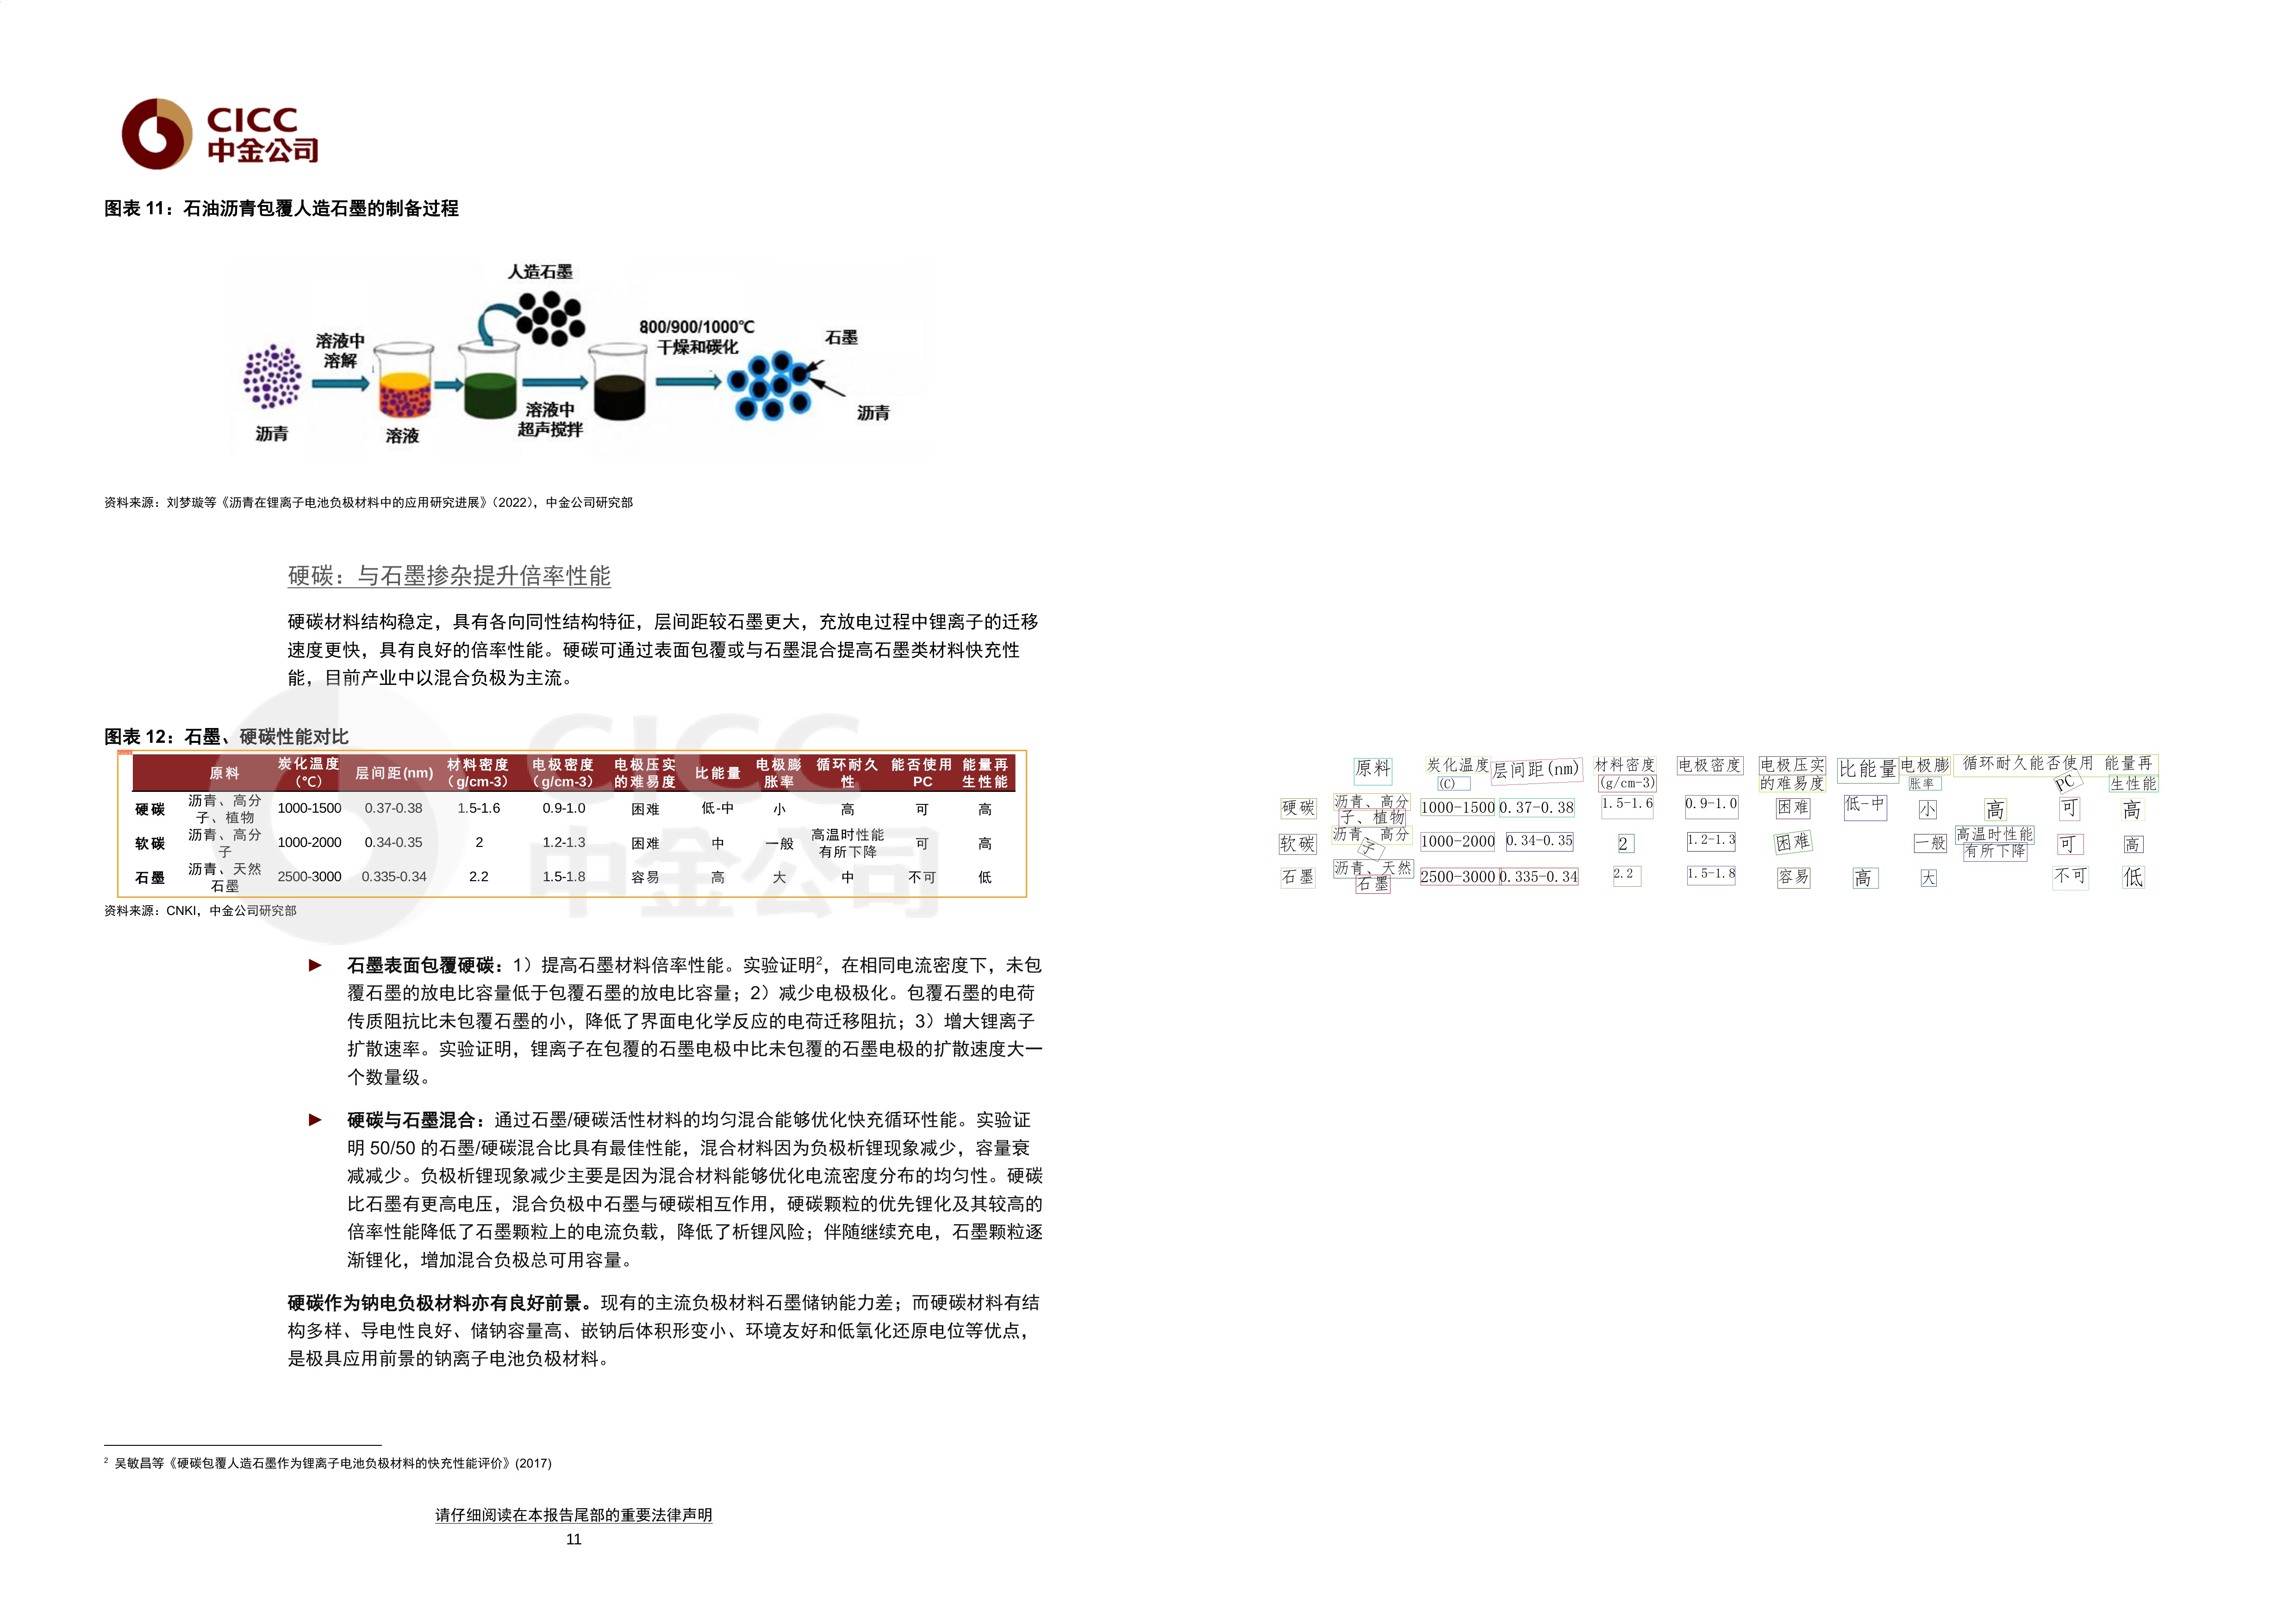 CICC
中金公司
图表 11：石油沥青包覆人造石墨的制备过程
人造石墨
溶液中
溶解
800/900/1000℃
干燥和碳化
石墨
溶液中
超声搅拌
沥青
沥青
溶液
资料来源：刘梦璇等《沥青在锂离子电池负极材料中的应用研究进展》（2022），中金公司研究部
硬碳：与石墨掺杂提升倍率性能
硬碳材料结构稳定，具有各向同性结构特征，层间距较石墨更大，充放电过程中锂离子的迁移
速度更快，具有良好的倍率性能。硬碳可通过表面包覆或与石墨混合提高石墨类材料快充性
能，目前产业中以混合负极为主流。
图表 12：石墨、硬碳性能对比
原料 炭化温度（℃） 层间距(nm) 材料密度（g/cm-3） 电极密度（g/cm-3） 电极压实的难易度 比能量 电极膨胀率 循环耐久性 能否使用PC 能量再生性能
硬碳 沥青、高分子、植物 1000-1500 0.37-0.38 1.5-1.6 0.9-1.0 困难 低-中 小 高 可 高
软碳 沥青、高分子 1000-2000 0.34-0.35 2 1.2-1.3 困难 中 一般 高温时性能有所下降 可 高
石墨 沥青、天然石墨 2500-3000 0.335-0.34 2.2 1.5-1.8 容易 高 大 中 不可 低
资料来源：CNKI，中金公司研究部
CICC
中金公司
► 石墨表面包覆硬碳：1）提高石墨材料倍率性能。实验证明2，在相同电流密度下，未包
覆石墨的放电比容量低于包覆石墨的放电比容量；2）减少电极极化。包覆石墨的电荷
传质阻抗比未包覆石墨的小，降低了界面电化学反应的电荷迁移阻抗；3）增大锂离子
扩散速率。实验证明，锂离子在包覆的石墨电极中比未包覆的石墨电极的扩散速度大一
个数量级。
► 硬碳与石墨混合：通过石墨/硬碳活性材料的均匀混合能够优化快充循环性能。实验证
明 50/50 的石墨/硬碳混合比具有最佳性能，混合材料因为负极析锂现象减少，容量衰
减减少。负极析锂现象减少主要是因为混合材料能够优化电流密度分布的均匀性。硬碳
比石墨有更高电压，混合负极中石墨与硬碳相互作用，硬碳颗粒的优先锂化及其较高的
倍率性能降低了石墨颗粒上的电流负载，降低了析锂风险；伴随继续充电，石墨颗粒逐
渐锂化，增加混合负极总可用容量。
硬碳作为钠电负极材料亦有良好前景。现有的主流负极材料石墨储钠能力差；而硬碳材料有结
构多样、导电性良好、储钠容量高、嵌钠后体积形变小、环境友好和低氧化还原电位等优点，
是极具应用前景的钠离子电池负极材料。
2 吴敏昌等《硬碳包覆人造石墨作为锂离子电池负极材料的快充性能评价》(2017)
请仔细阅读在本报告尾部的重要法律声明
11
原料 炭化温度 层间距(nm) 材料密度 电极密度 电极压实 比能量 电极膨 循环耐久能否使用 能量再
(C) (g/cm-3) 的难易度 胀率 PC 生性能
硬碳 沥青、高分 1000-1500 0.37-0.38 1.5-1.6 0.9-1.0 困难 低-中 小 高 可 高
子、植物
软碳 沥青、高分 1000-2000 0.34-0.35 2 1.2-1.3 困难 一般 高温时性能 可 高
子 有所下降
石墨 沥青、天然 2500-3000 0.335-0.34 2.2 1.5-1.8 容易 高 大 不可 低
石墨